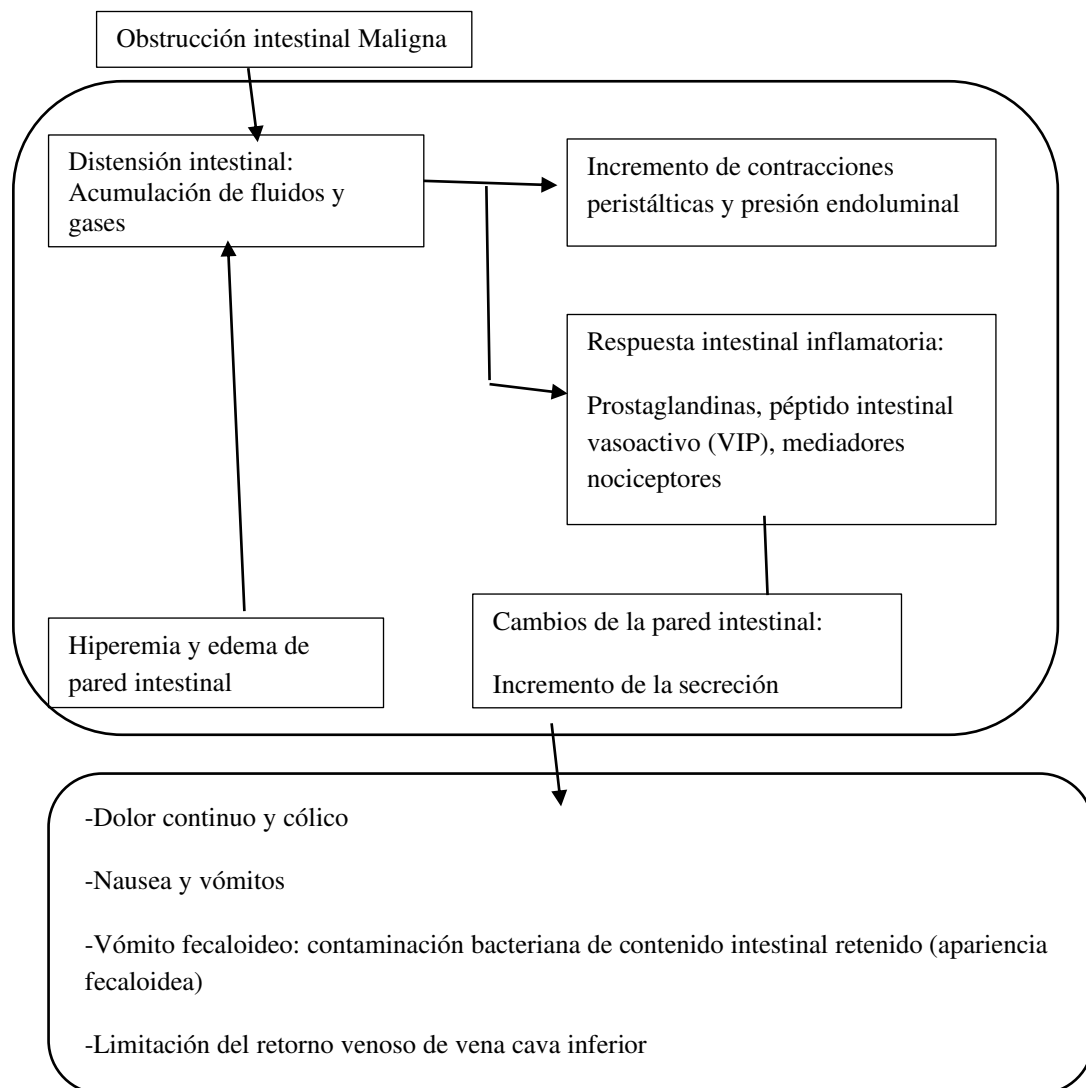 Obstrucción intestinal Maligna
Distensión intestinal:
Acumulación de fluidos y
gases
Incremento de contracciones
peristálticas y presión endoluminal
Respuesta intestinal inflamatoria:
Prostaglandinas, péptido intestinal
vasoactivo (VIP), mediadores
nociceptores
Hiperemia y edema de
pared intestinal
Cambios de la pared intestinal:
Incremento de la secreción
-Dolor continuo y cólico
-Nausea y vómitos
-Vómito fecaloideo: contaminación bacteriana de contenido intestinal retenido (apariencia
fecaloidea)
-Limitación del retorno venoso de vena cava inferior